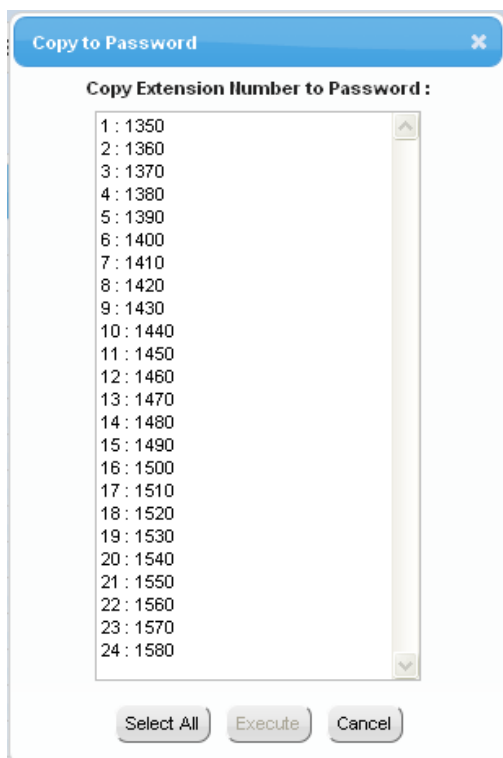 Copy to Password
Copy Extension Number to Password :
1 : 1350
2 : 1360
3 : 1370
4 : 1380
5 : 1390
6 : 1400
7 : 1410
8 : 1420
9 : 1430
10 : 1440
11 : 1450
12 : 1460
13 : 1470
14 : 1480
15 : 1490
16 : 1500
17 : 1510
18 : 1520
19 : 1530
20 : 1540
21 : 1550
22 : 1560
23 : 1570
24 : 1580
Select All Execute Cancel